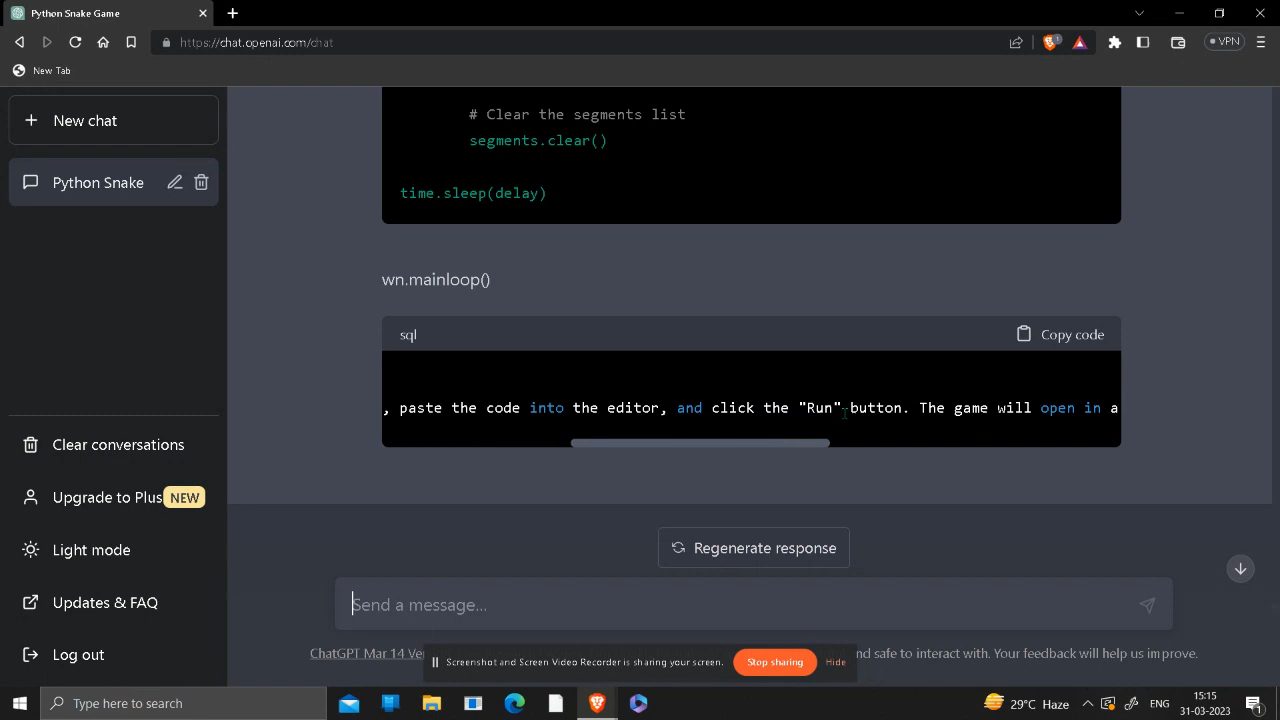 Python Snake Game
https://chat.openai.com/chat
1
VPN
New Tab
New chat
Python Snake
# Clear the segments list
segments.clear()
time.sleep(delay)
wn.mainloop()
sql
Copy code
, paste the code into the editor, and click the "Run" button. The game will open in a
Clear conversations
Upgrade to Plus NEW
Light mode
Updates & FAQ
Log out
Regenerate response
Send a message...
ChatGPT Mar 14 Ver
and safe to interact with. Your feedback will help us improve.
Screenshot and Screen Video Recorder is sharing your screen.
Stop sharing
Hide
Type here to search
29°C Haze
ENG
15:15
31-03-2023
1